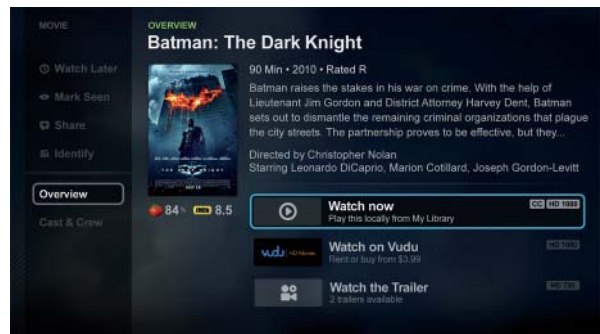 MOVIE
Watch Later
Mark Seen
Share
Identify
Overview
Cast & Crew
OVERVIEW
Batman: The Dark Knight
90 Min • 2010 • Rated R
Batman raises the stakes in his war on crime. With the help of
Lieutenant Jim Gordon and District Attorney Harvey Dent, Batman
sets out to dismantle the remaining criminal organizations that plague
the city streets. The partnership proves to be effective, but they...
Directed by Christopher Nolan
Starring Leonardo DiCaprio, Marion Cotillard, Joseph Gordon-Levitt
84% IMDb 8.5
Watch now CC HD 1080
Play this locally from My Library
vudu HD Movies
Watch on Vudu HD 1080
Rent or buy from $3.99
Watch the Trailer HD 720
2 trailers available